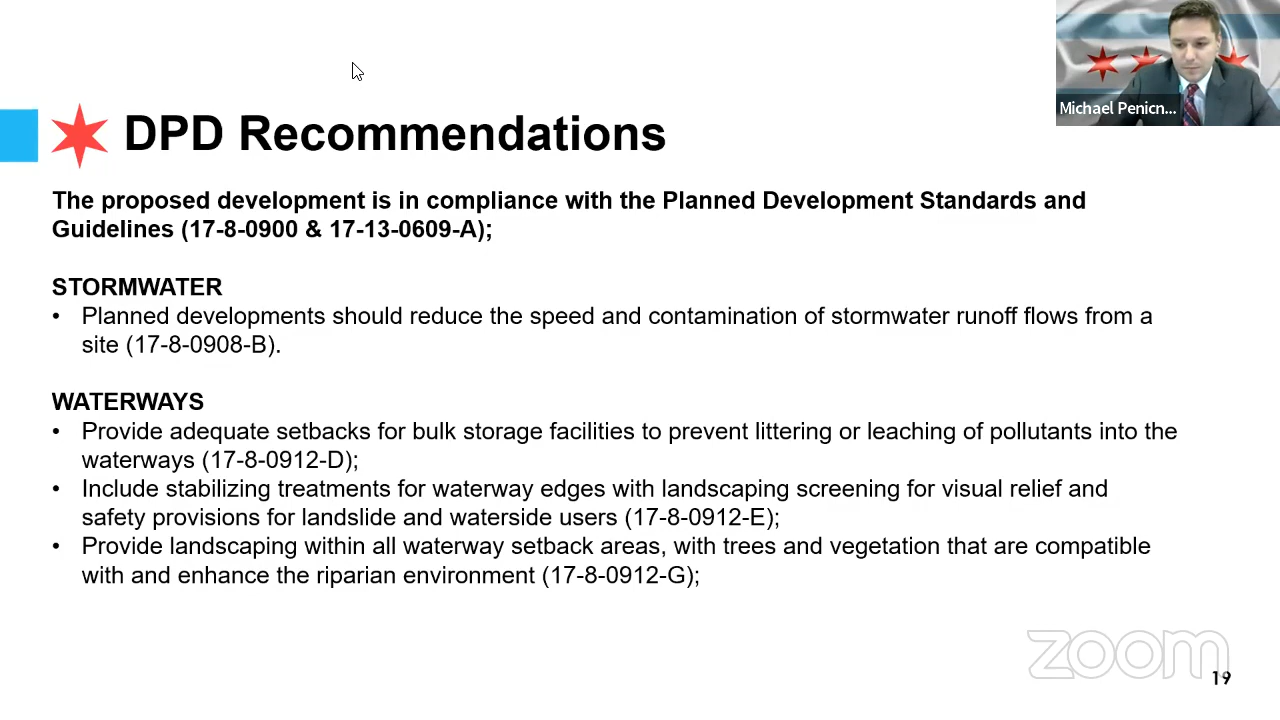 Michael Penicn...
DPD Recommendations
The proposed development is in compliance with the Planned Development Standards and
Guidelines (17-8-0900 & 17-13-0609-A);
STORMWATER
• Planned developments should reduce the speed and contamination of stormwater runoff flows from a
site (17-8-0908-B).
WATERWAYS
• Provide adequate setbacks for bulk storage facilities to prevent littering or leaching of pollutants into the
waterways (17-8-0912-D);
• Include stabilizing treatments for waterway edges with landscaping screening for visual relief and
safety provisions for landslide and waterside users (17-8-0912-E);
• Provide landscaping within all waterway setback areas, with trees and vegetation that are compatible
with and enhance the riparian environment (17-8-0912-G);
zoom
19